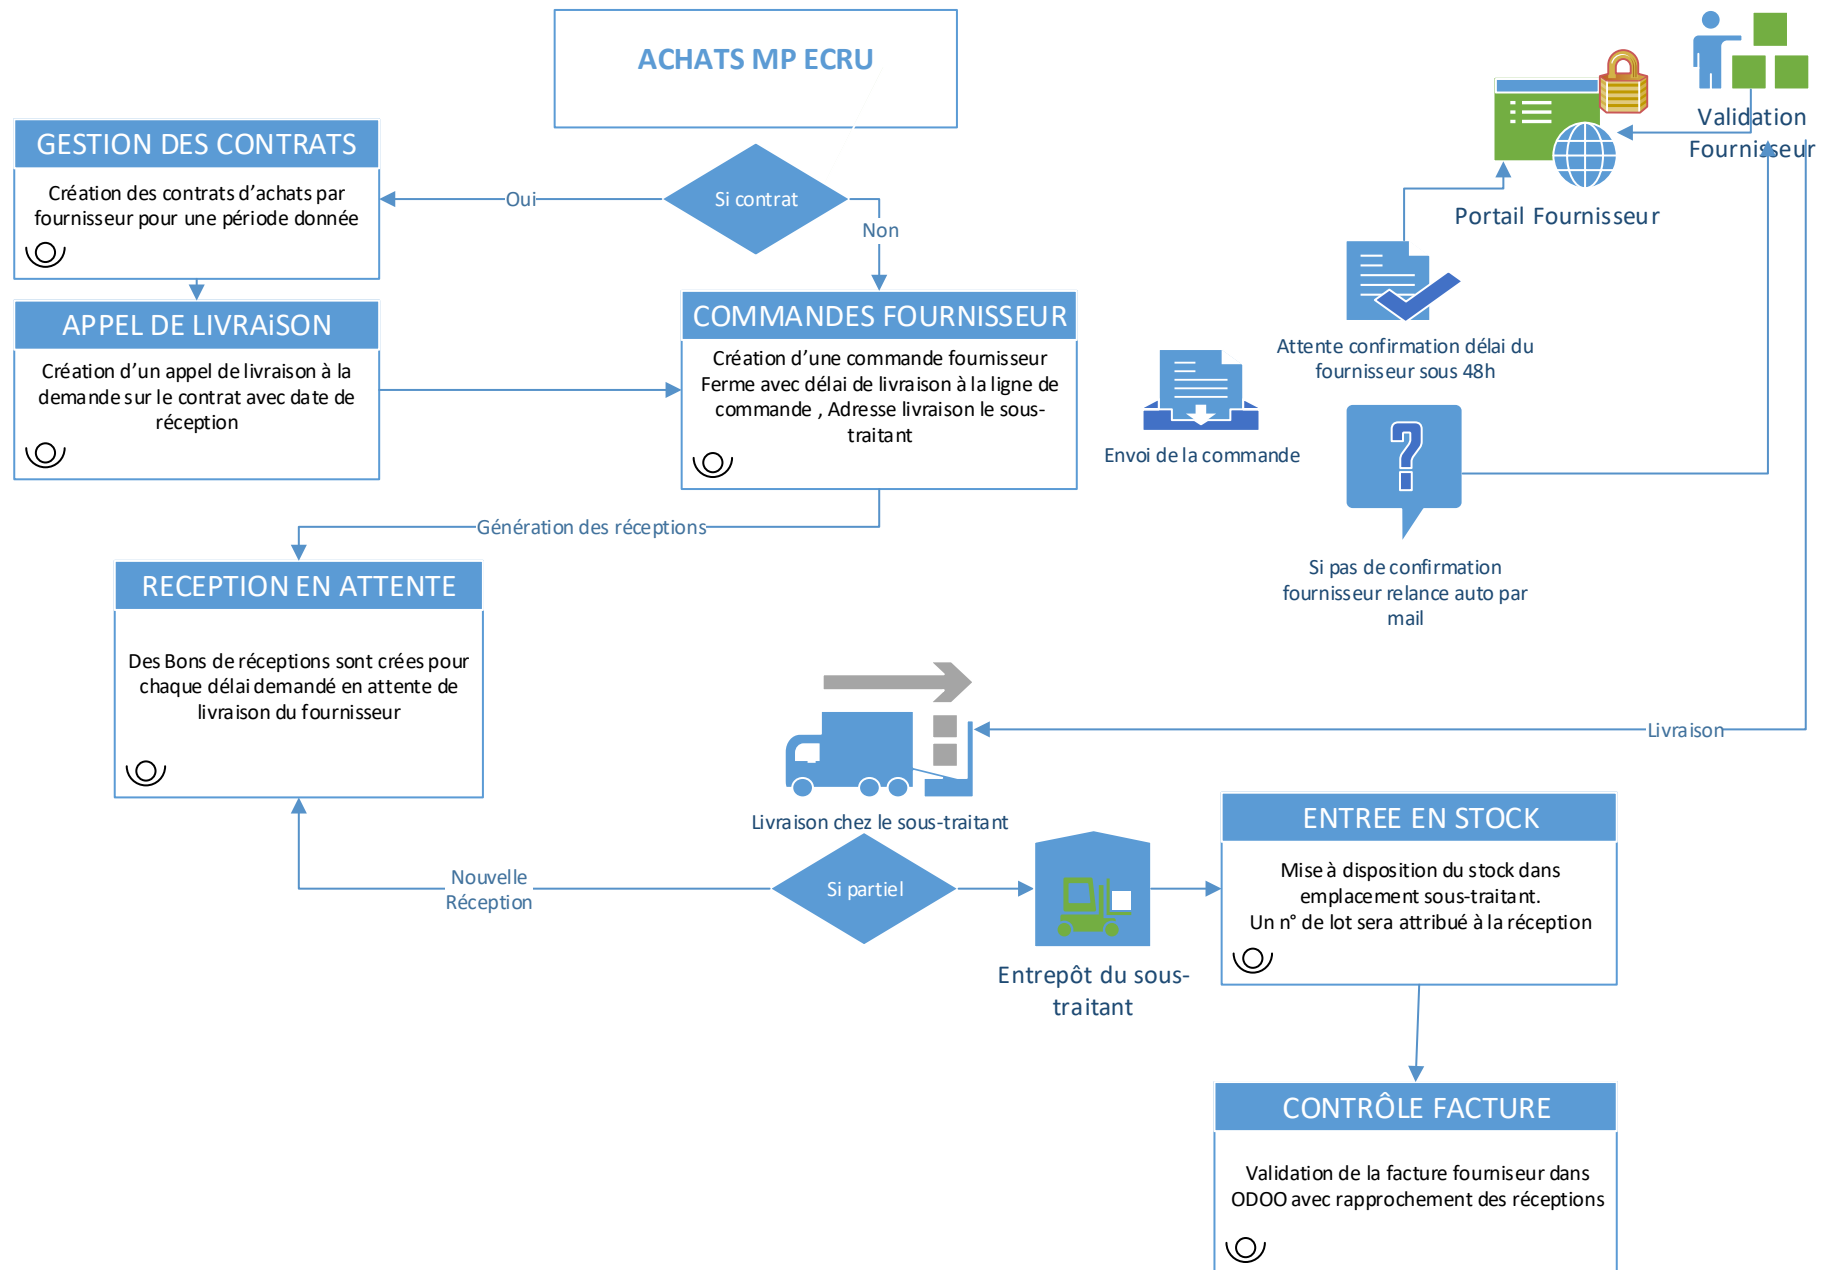 ACHATS MP ECRU
GESTION DES CONTRATS
Création des contrats d’achats par
fournisseur pour une période donnée
Oui
Si contrat
Non
Validation
Fournisseur
Portail Fournisseur
APPEL DE LIVRAiSON
Création d’un appel de livraison à la
demande sur le contrat avec date de
réception
COMMANDES FOURNISSEUR
Création d’une commande fournisseur
Ferme avec délai de livraison à la ligne de
commande , Adresse livraison le sous-
traitant
Envoi de la commande
Attente confirmation délai du
fournisseur sous 48h
?
Si pas de confirmation
fournisseur relance auto par
mail
Génération des réceptions
RECEPTION EN ATTENTE
Des Bons de réceptions sont crées pour
chaque délai demandé en attente de
livraison du fournisseur
Livraison
Livraison chez le sous-traitant
Si partiel
Nouvelle
Réception
Entrepôt du sous-
traitant
ENTREE EN STOCK
Mise à disposition du stock dans
emplacement sous-traitant.
Un n° de lot sera attribué à la réception
CONTRÔLE FACTURE
Validation de la facture fourniseur dans
ODOO avec rapprochement des réceptions